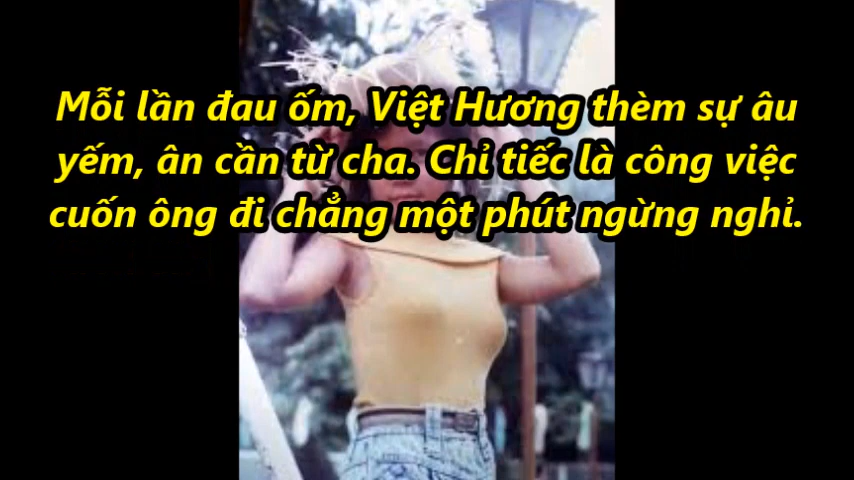 Mỗi lần đau ốm, Việt Hương thèm sự âu
yếm, ân cần từ cha. Chỉ tiếc là công việc
cuốn ông đi chẳng một phút ngừng nghỉ.